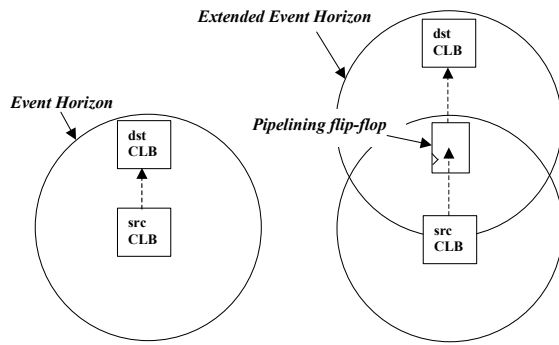 Extended Event Horizon
dst
CLB
Event Horizon
Pipelining flip-flop
dst
CLB
src
CLB
src
CLB